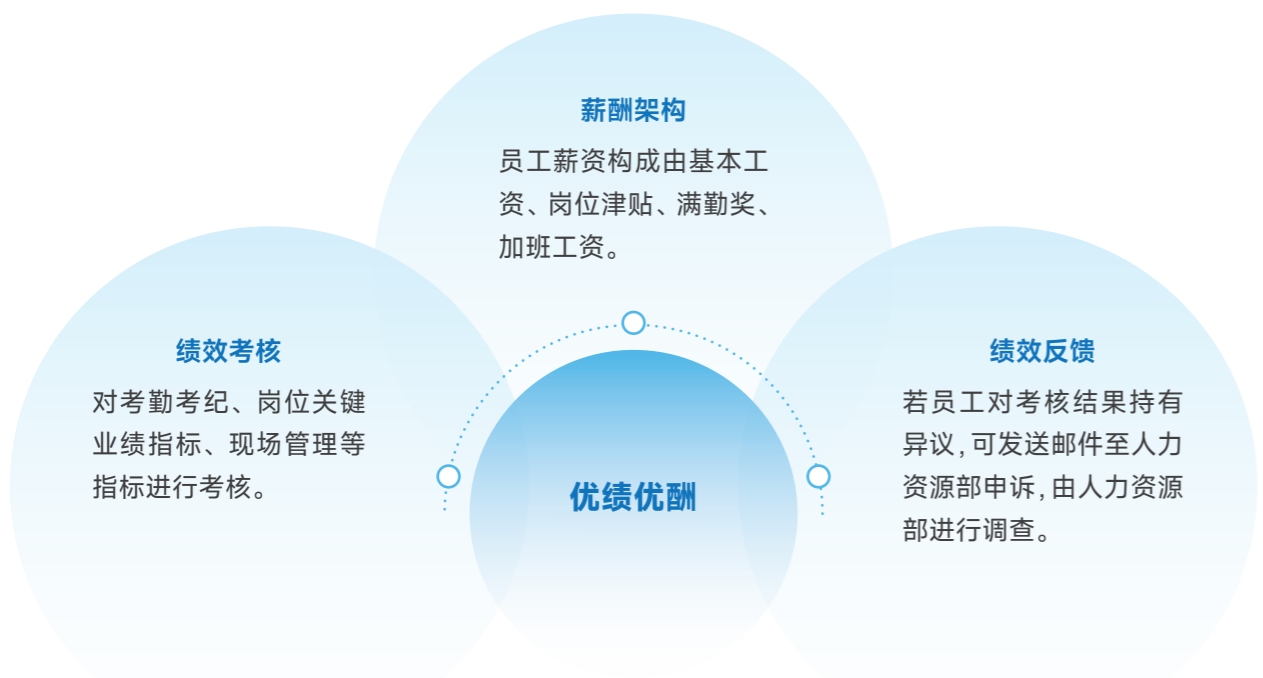 薪酬架构
员工薪资构成由基本工
资、岗位津贴、满勤奖、
加班工资。
绩效考核
对考勤考纪、岗位关键
业绩指标、现场管理等
指标进行考核。
优绩优酬
绩效反馈
若员工对考核结果持有
异议,可发送邮件至人力
资源部申诉,由人力资源
部进行调查。